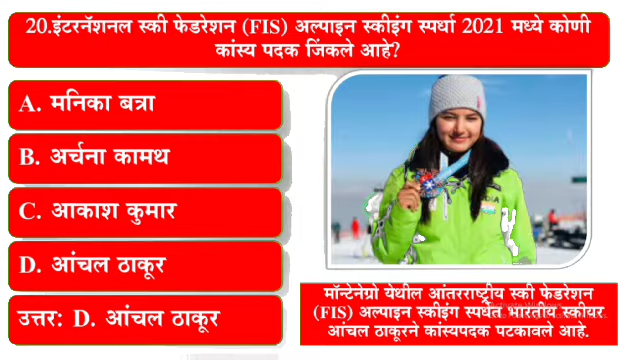 20.इंटरनॅशनल स्की फेडरेशन (FIS) अल्पाइन स्कीइंग स्पर्धा 2021 मध्ये कोणी
कांस्य पदक जिंकले आहे?
A. मनिका बत्रा
B. अर्चना कामथ
C. आकाश कुमार
D. आंचल ठाकूर
उत्तर: D. आंचल ठाकूर
मॉन्टेनेग्रो येथील आंतरराष्ट्रीय स्की फेडरेशन
(FIS) अल्पाइन स्कीइंग स्पर्धेत भारतीय स्कीयर
आंचल ठाकूरने कांस्यपदक पटकावले आहे.